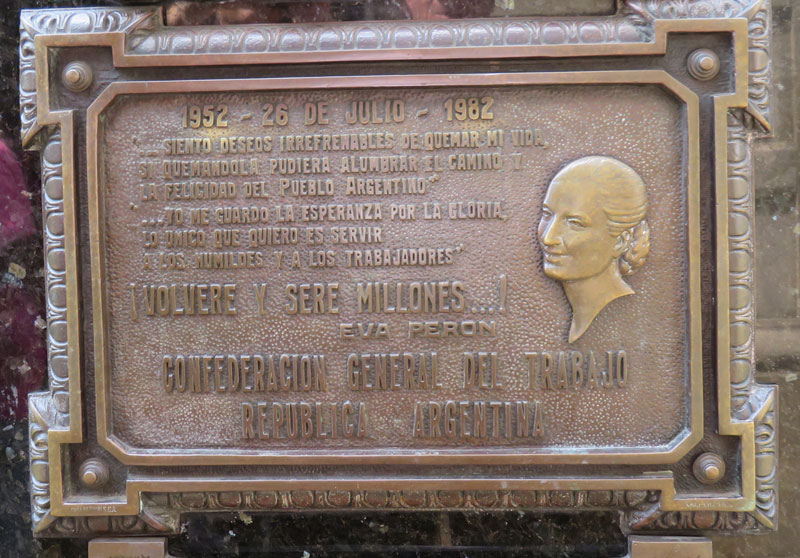 1952 - 26 DE JULIO - 1982
"... SIENTO DESEOS IRREFRENABLES DE QUEMAR MI VIDA,
SI QUEMANDOLA PUDIERA ALUMBRAR EL CAMINO Y
LA FELICIDAD DEL PUEBLO ARGENTINO"
"... YO ME GUARDO LA ESPERANZA POR LA GLORIA,
LO UNICO QUE QUIERO ES SERVIR
A LOS HUMILDES Y A LOS TRABAJADORES"
¡VOLVERE Y SERE MILLONES...!
EVA PERON
CONFEDERACION GENERAL DEL TRABAJO
REPUBLICA ARGENTINA